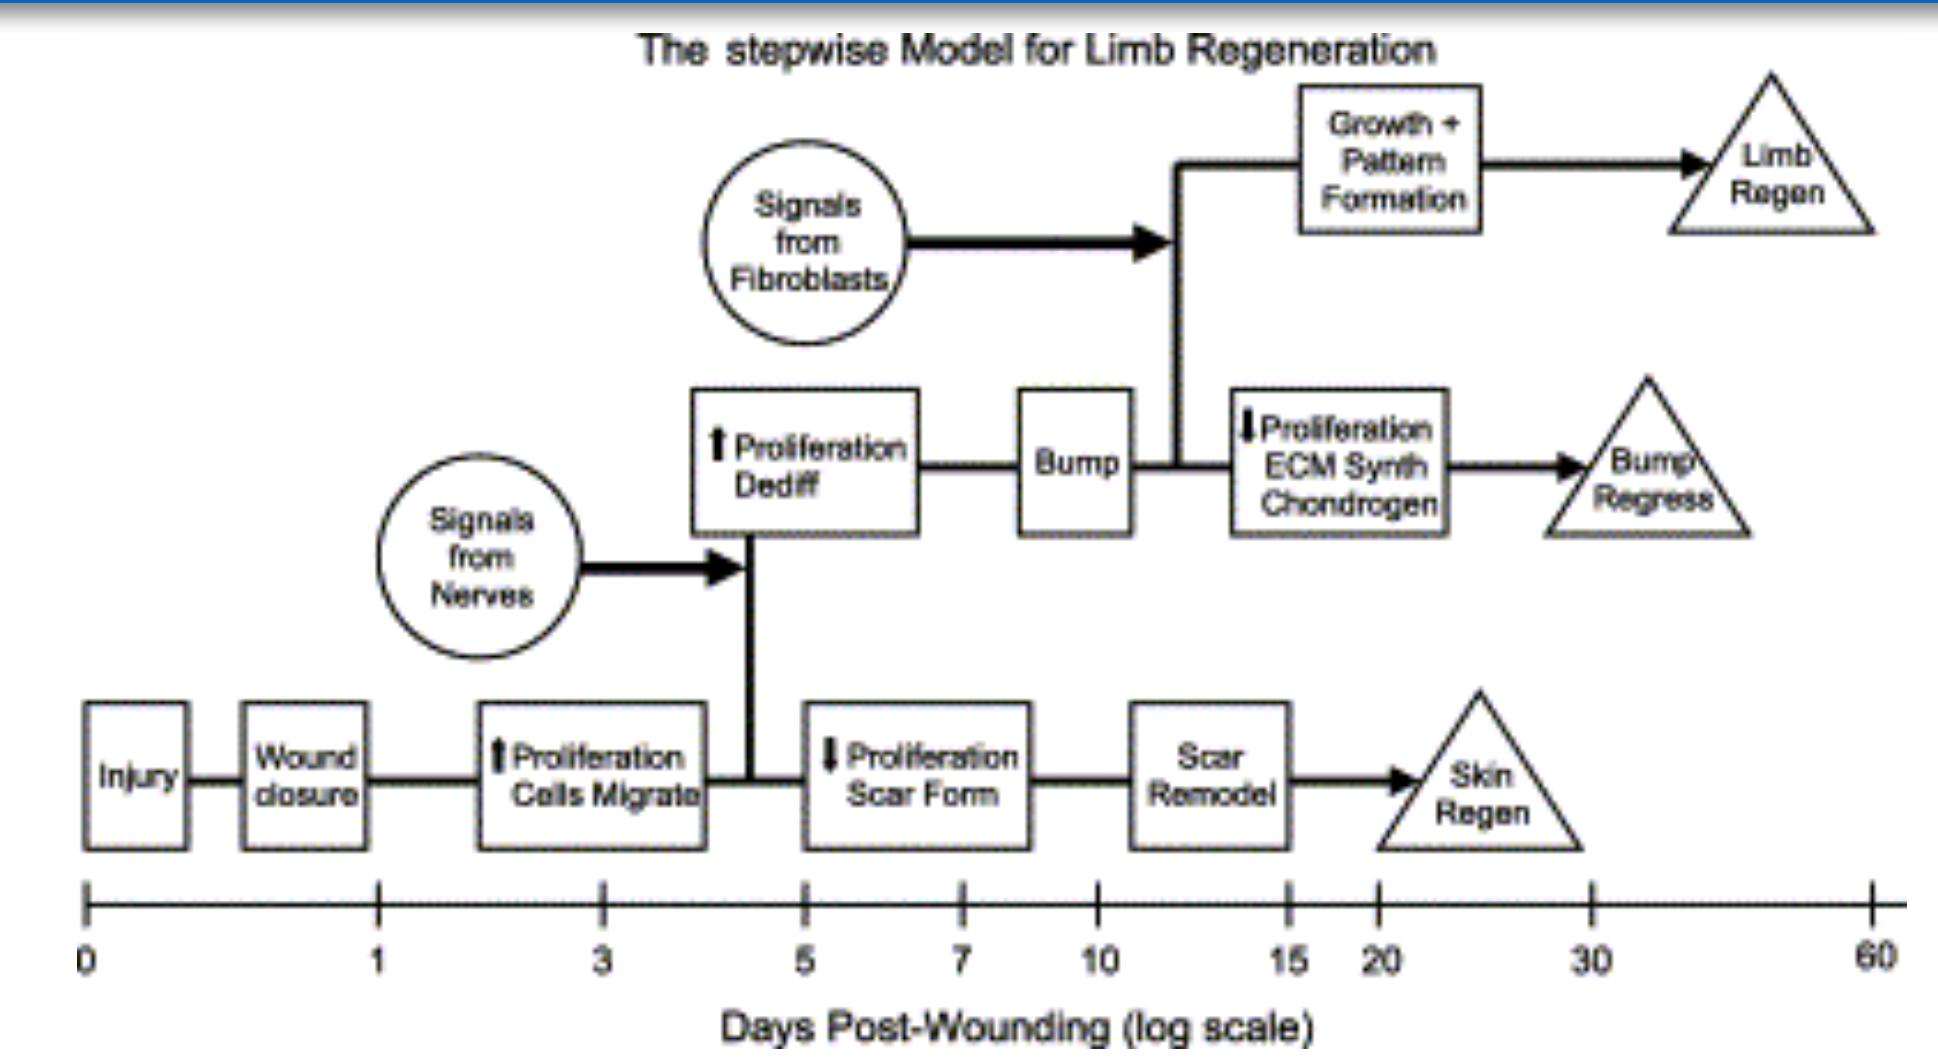 The stepwise Model for Limb Regeneration
Growth +
Pattern
Formation
Limb
Regen
Signals
from
Fibroblasts
↑ Proliferation
Dediff
Bump
↓ Proliferation
ECM Synth
Chondrogen
Bump
Regress
Signals
from
Nerves
Injury
Wound
closure
↑ Proliferation
Cells Migrate
↓ Proliferation
Scar Form
Scar
Remodel
Skin
Regen
0 1 3 5 7 10 15 20 30 60
Days Post-Wounding (log scale)